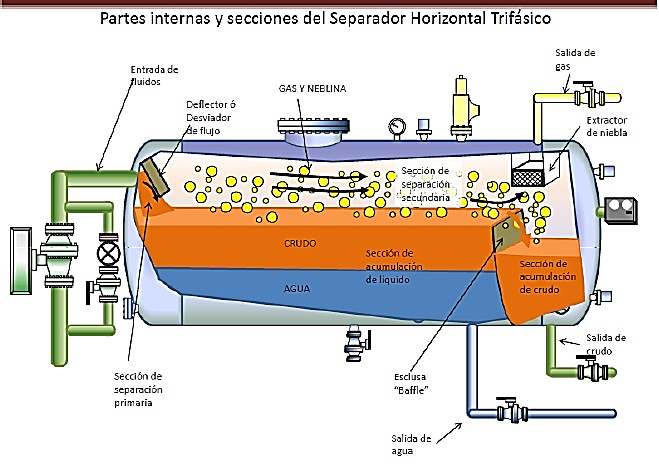 Partes internas y secciones del Separador Horizontal Trifásico
Salida de
gas
Entrada de
fluidos
Deflector ó
Desviador
de flujo
GAS Y NEBLINA
Extractor
de niebla
Sección de
separación
secundaria
CRUDO
Sección de
acumulación
de liquido
Sección de
acumulación
de crudo
AGUA
Salida de
crudo
Sección de
separación
primaria
Esclusa
"Baffle"
Salida de
agua